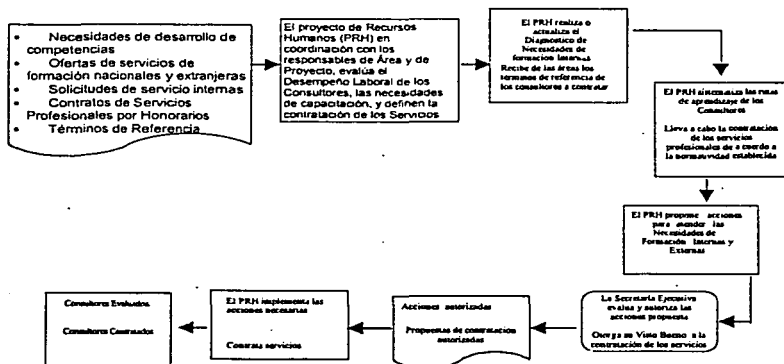 • Necesidades de desarrollo de
competencias
• Ofertas de servicios de
formación nacionales y extranjeras
• Solicitudes de servicio internas
• Contratos de Servicios
Profesionales por Honorarios
• Términos de Referencia
El proyecto de Recursos
Humanos (PRH) en
coordinación con los
responsables de Área y de
Proyecto, evalúa el
Desempeño Laboral de los
Consultores, las necesidades
de capacitación, y definen la
contratación de los Servicios
El PRH realiza o
actualiza el
Diagnostico de
Necesidades de
formación Internas
Recibe de las áreas los
términos de referencia de
los consultores a contratar
El PRH sistematiza las rutas
de aprendizaje de los
Consultores
Lleva a cabo la contratación
de los servicios
profesionales de a cuerdo a
la normatividad establecida
El PRH propone acciones
para atender las
Necesidades de
Formación Internas y
Externas
La Secretaría Ejecutiva
evalua y autoriza las
acciones propuesta
Otorga su Visto Bueno a la
contratación de los servicios
Acciones autorizadas
Propuestas de contratación
autorizadas
El PRH implementa las
acciones necesarias
Contrata servicios
Consultores Evaluados
Consultores Contratados